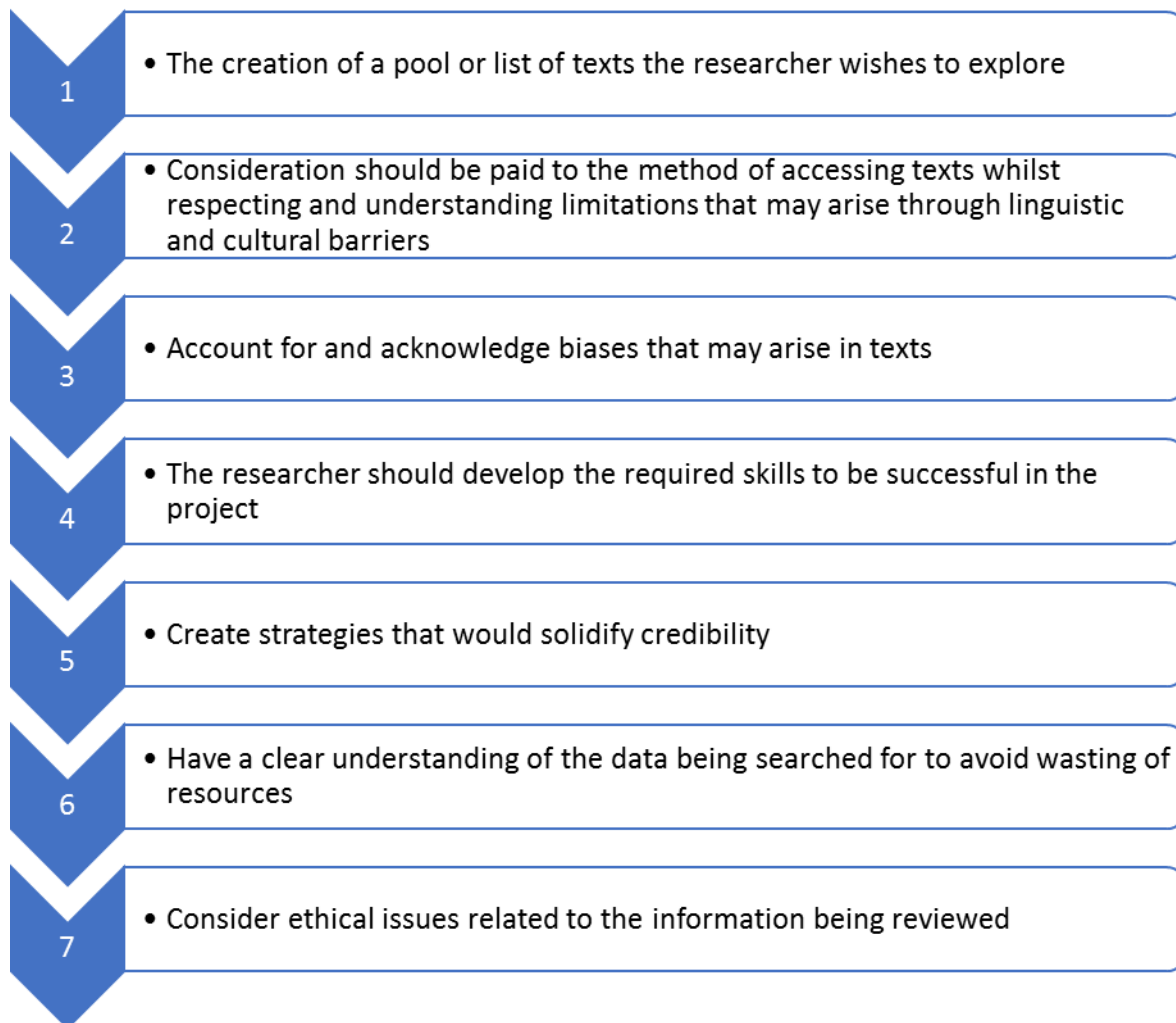 1
• The creation of a pool or list of texts the researcher wishes to explore
2
• Consideration should be paid to the method of accessing texts whilst
respecting and understanding limitations that may arise through linguistic
and cultural barriers
3
• Account for and acknowledge biases that may arise in texts
4
• The researcher should develop the required skills to be successful in the
project
5
• Create strategies that would solidify credibility
6
• Have a clear understanding of the data being searched for to avoid wasting of
resources
7
• Consider ethical issues related to the information being reviewed